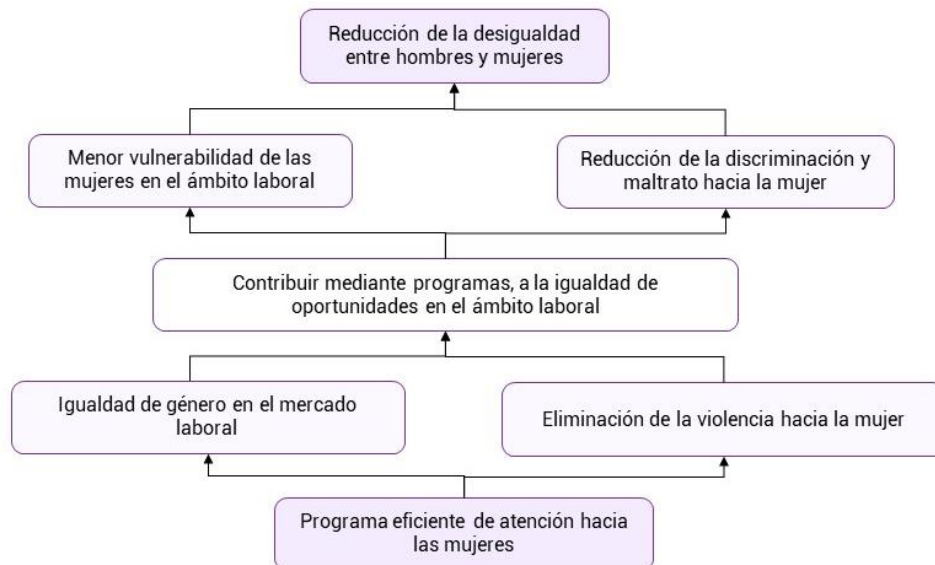 Reducción de la desigualdad
entre hombres y mujeres
Menor vulnerabilidad de las
mujeres en el ámbito laboral
Reducción de la discriminación y
maltrato hacia la mujer
Contribuir mediante programas, a la igualdad de
oportunidades en el ámbito laboral
Igualdad de género en el mercado
laboral
Eliminación de la violencia hacia la mujer
Programa eficiente de atención hacia
las mujeres